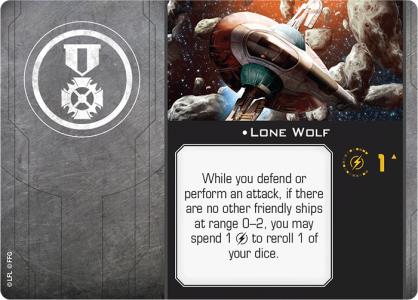 • Lone Wolf
While you defend or
perform an attack, if there
are no other friendly ships
at range 0–2, you may
spend 1 to reroll 1 of
your dice.
1
© LFL © FFG